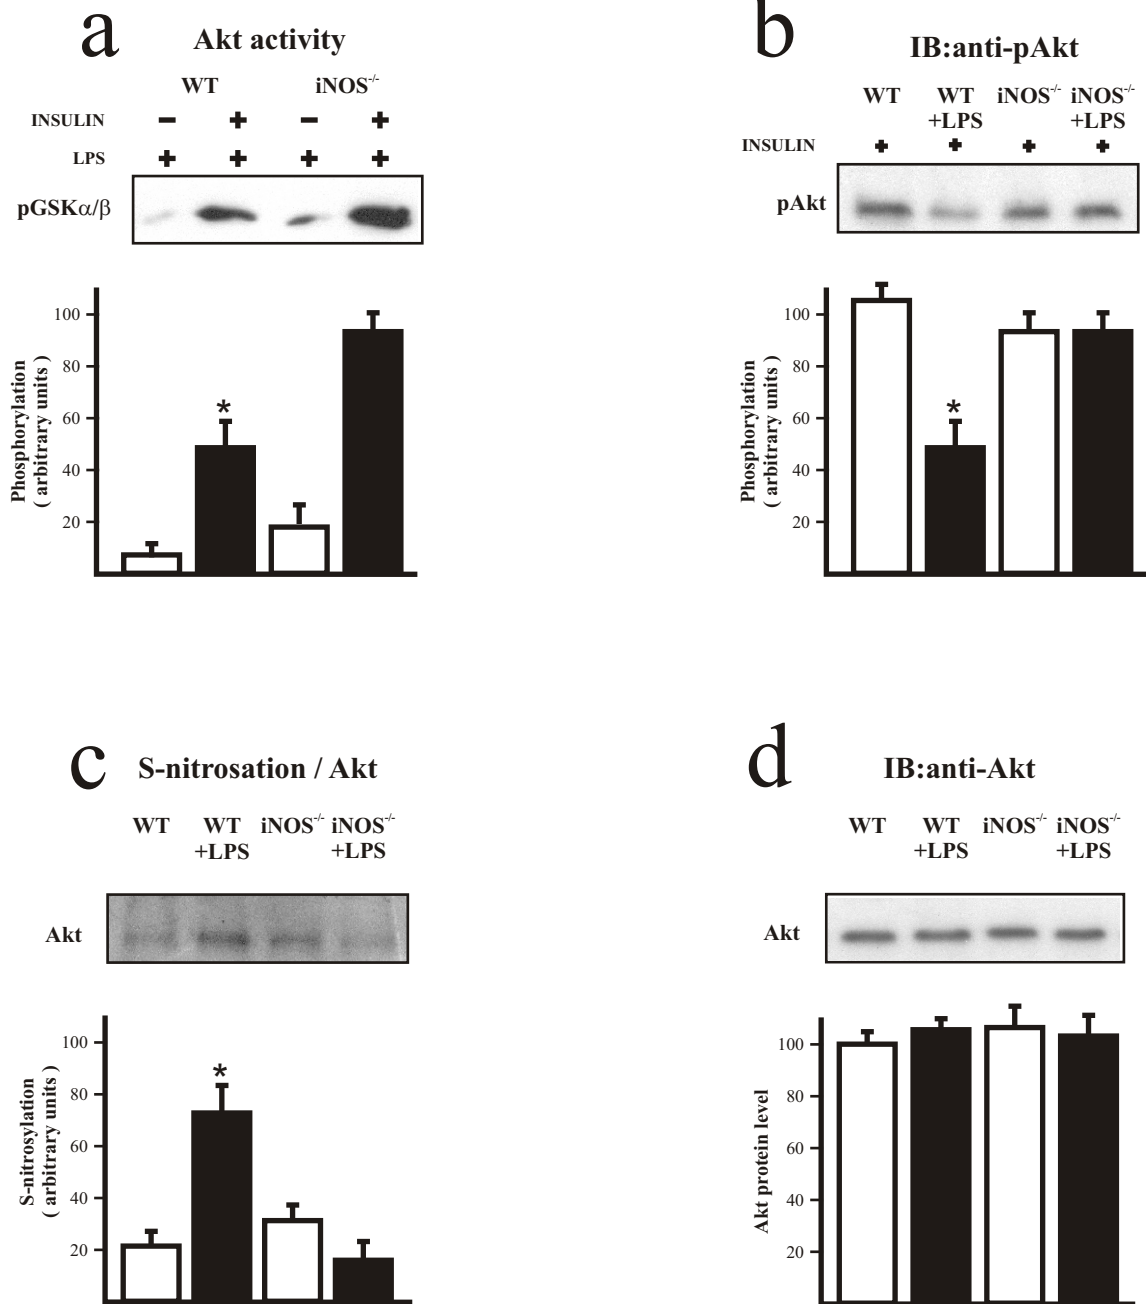 a
Akt activity
WT iNOS-/-
INSULIN − + − +
LPS + + + +
pGSKα/β
Phosphorylation
( arbitrary units )
100
80
60
40
20
*
b
IB:anti-pAkt
WT WT iNOS-/- iNOS-/-
+LPS +LPS
INSULIN + + + +
pAkt
Phosphorylation
( arbitrary units )
100
80
60
40
20
*
c
S-nitrosation / Akt
WT WT iNOS-/- iNOS-/-
+LPS +LPS
Akt
S-nitrosylation
( arbitrary units )
100
80
60
40
20
*
d
IB:anti-Akt
WT WT iNOS-/- iNOS-/-
+LPS +LPS
Akt
Akt protein level
100
80
60
40
20